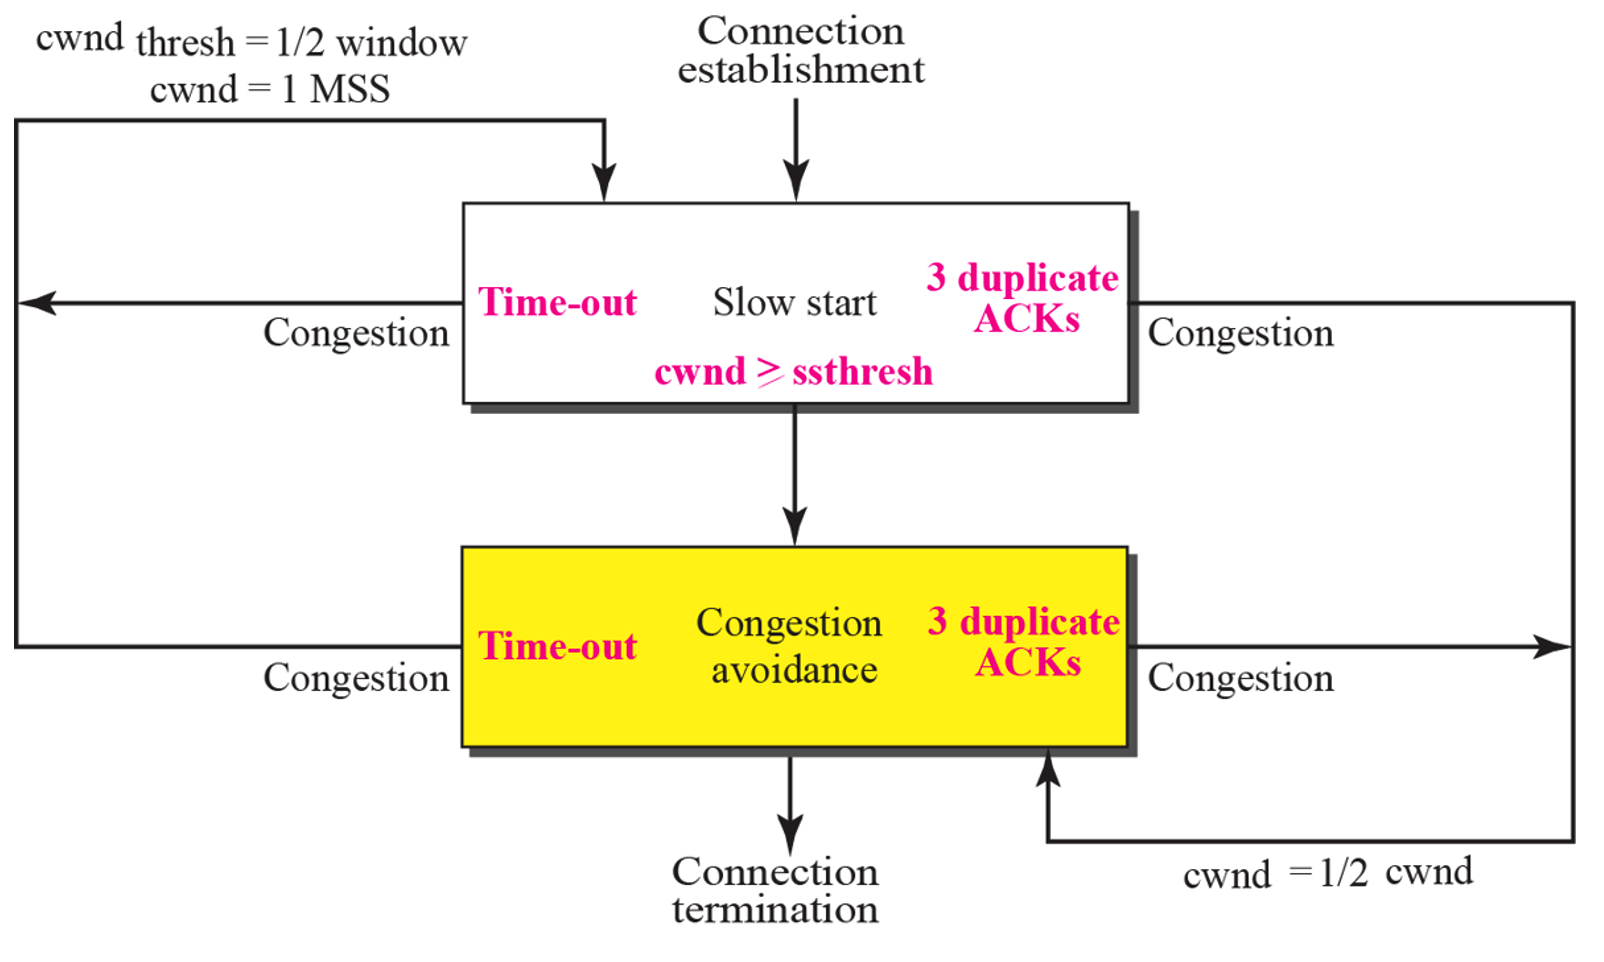 cwnd thresh = 1/2 window
cwnd = 1 MSS
Connection
establishment
Time-out
Slow start
3 duplicate
ACKs
cwnd ≥ ssthresh
Congestion
Congestion
Time-out
Congestion
avoidance
3 duplicate
ACKs
Congestion
Congestion
Connection
termination
cwnd = 1/2 cwnd